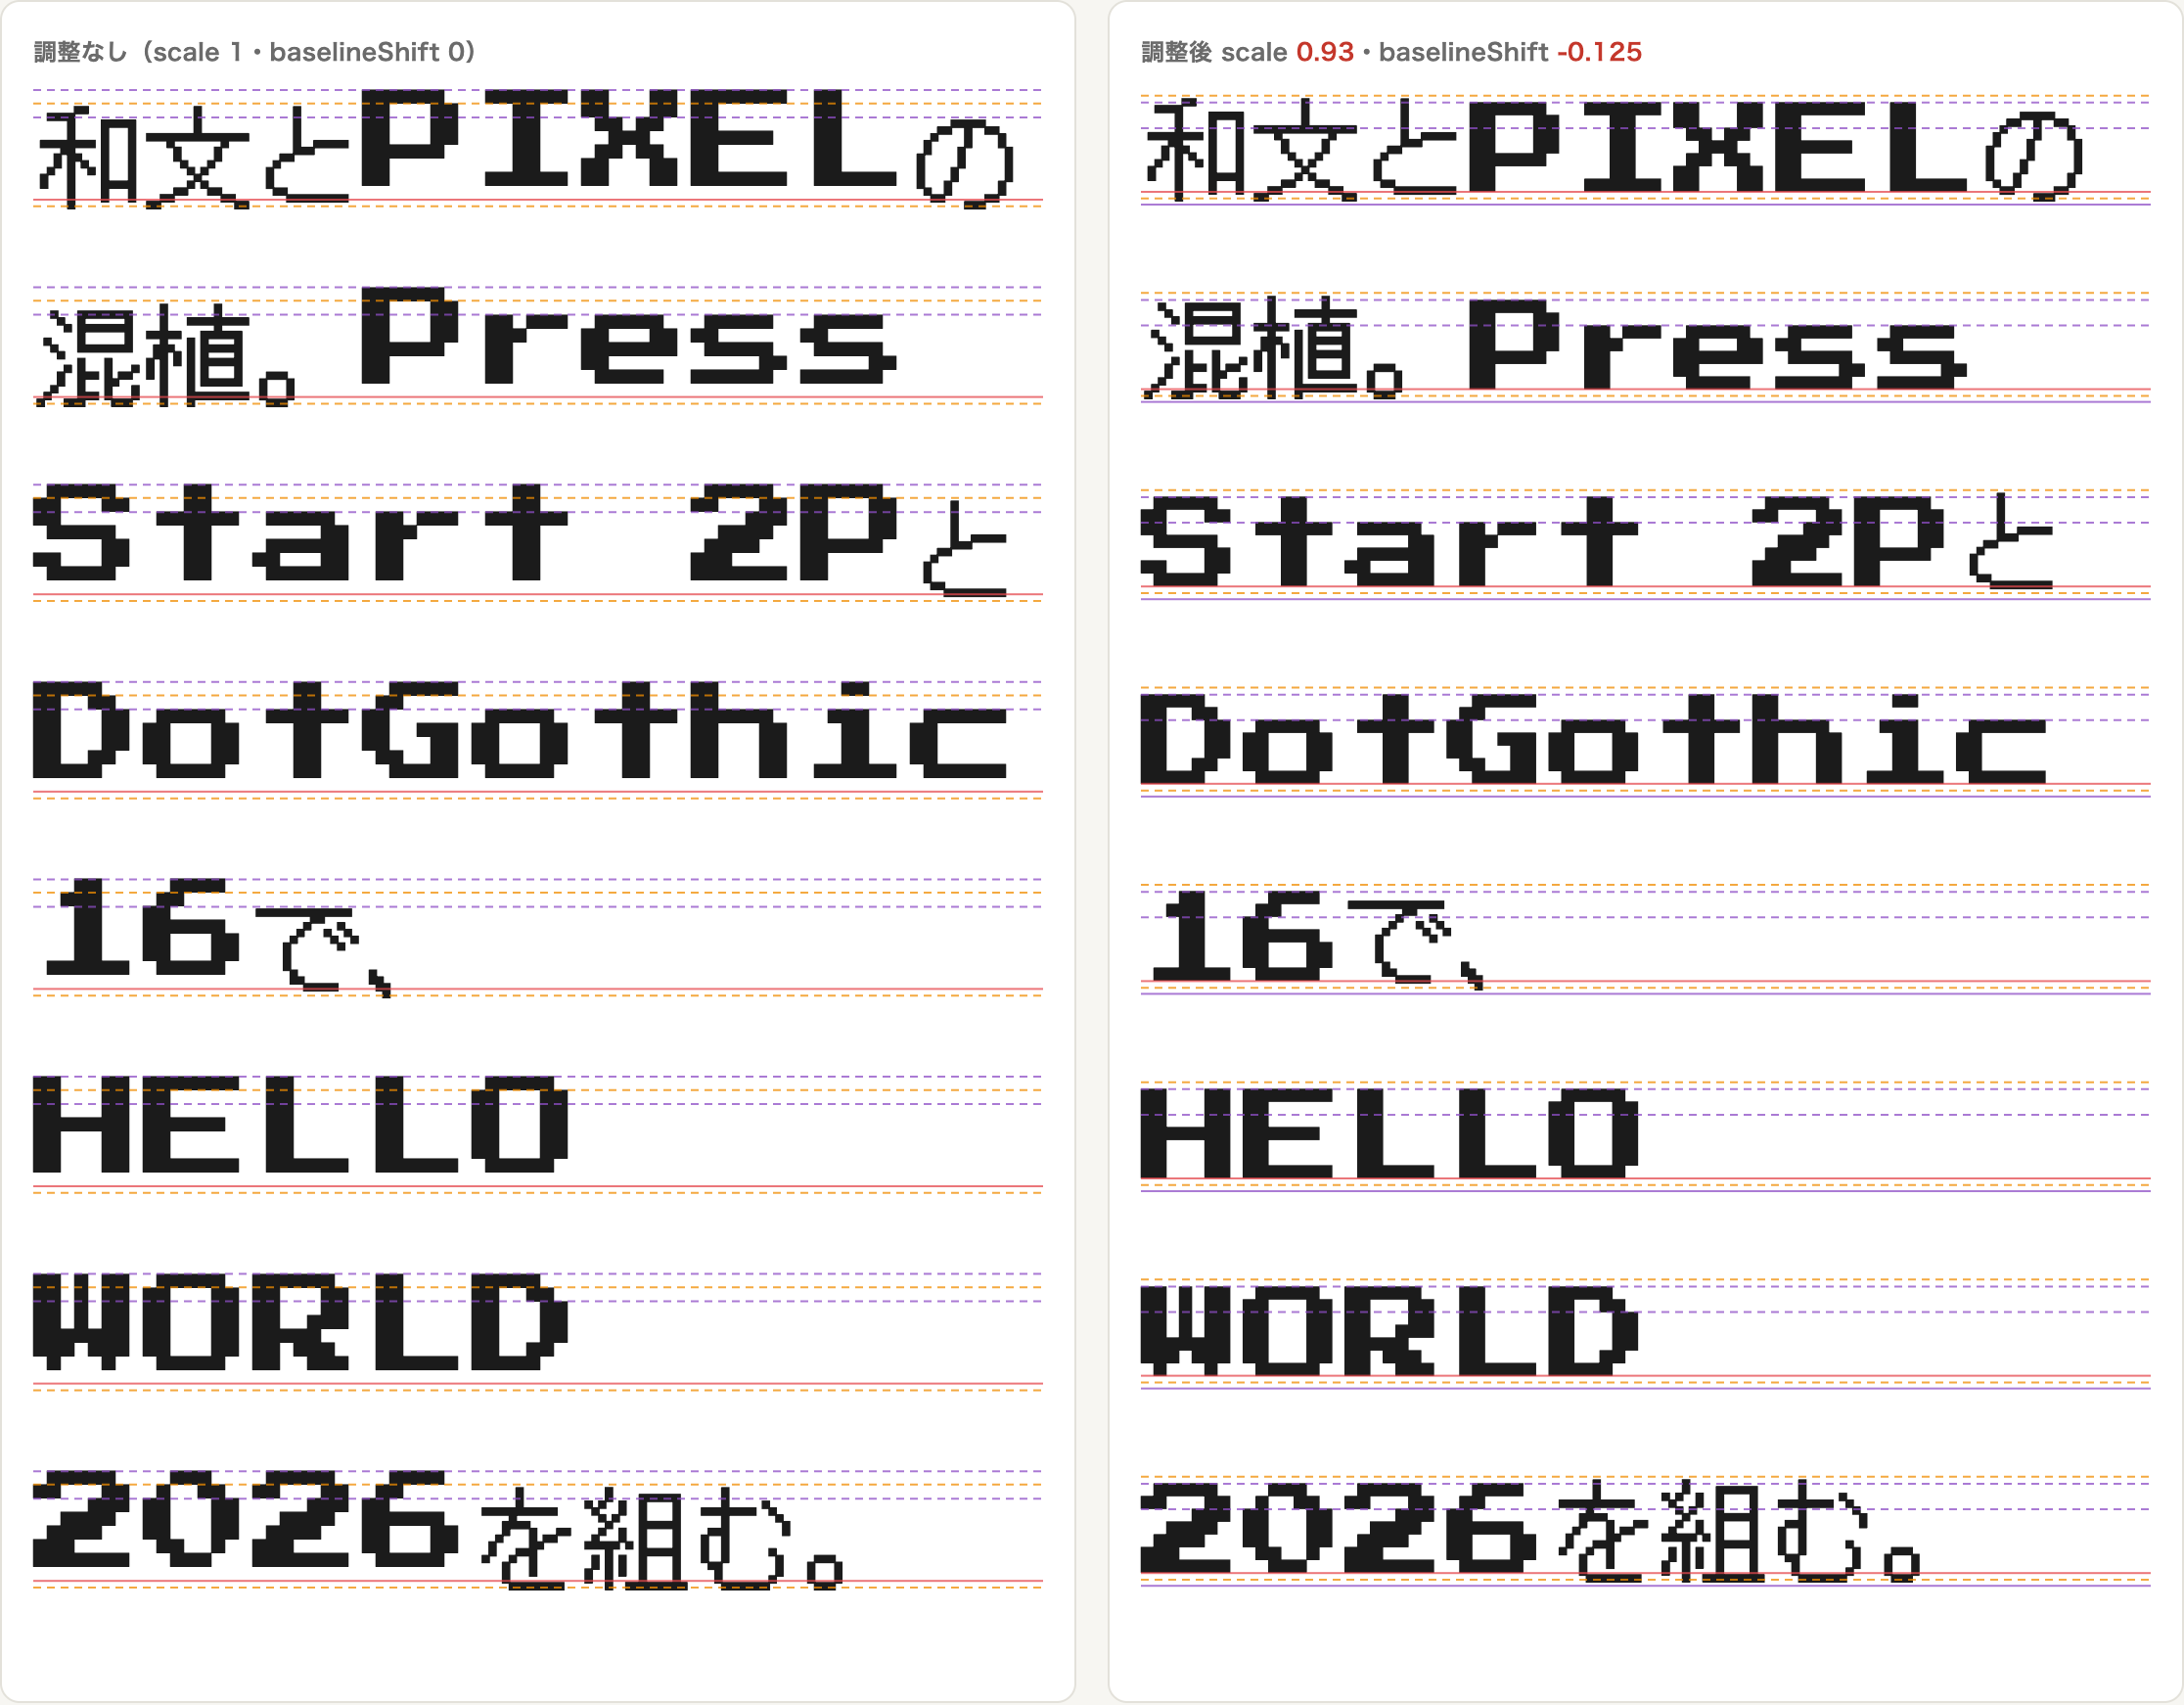 調整なし（scale 1・baselineShift 0）
和文とPIXELの
混植。Press
Start 2Pと
DotGothic
16で、
HELLO
WORLD
2026を組む。
調整後 scale 0.93・baselineShift -0.125
和文とPIXELの
混植。Press
Start 2Pと
DotGothic
16で、
HELLO
WORLD
2026を組む。